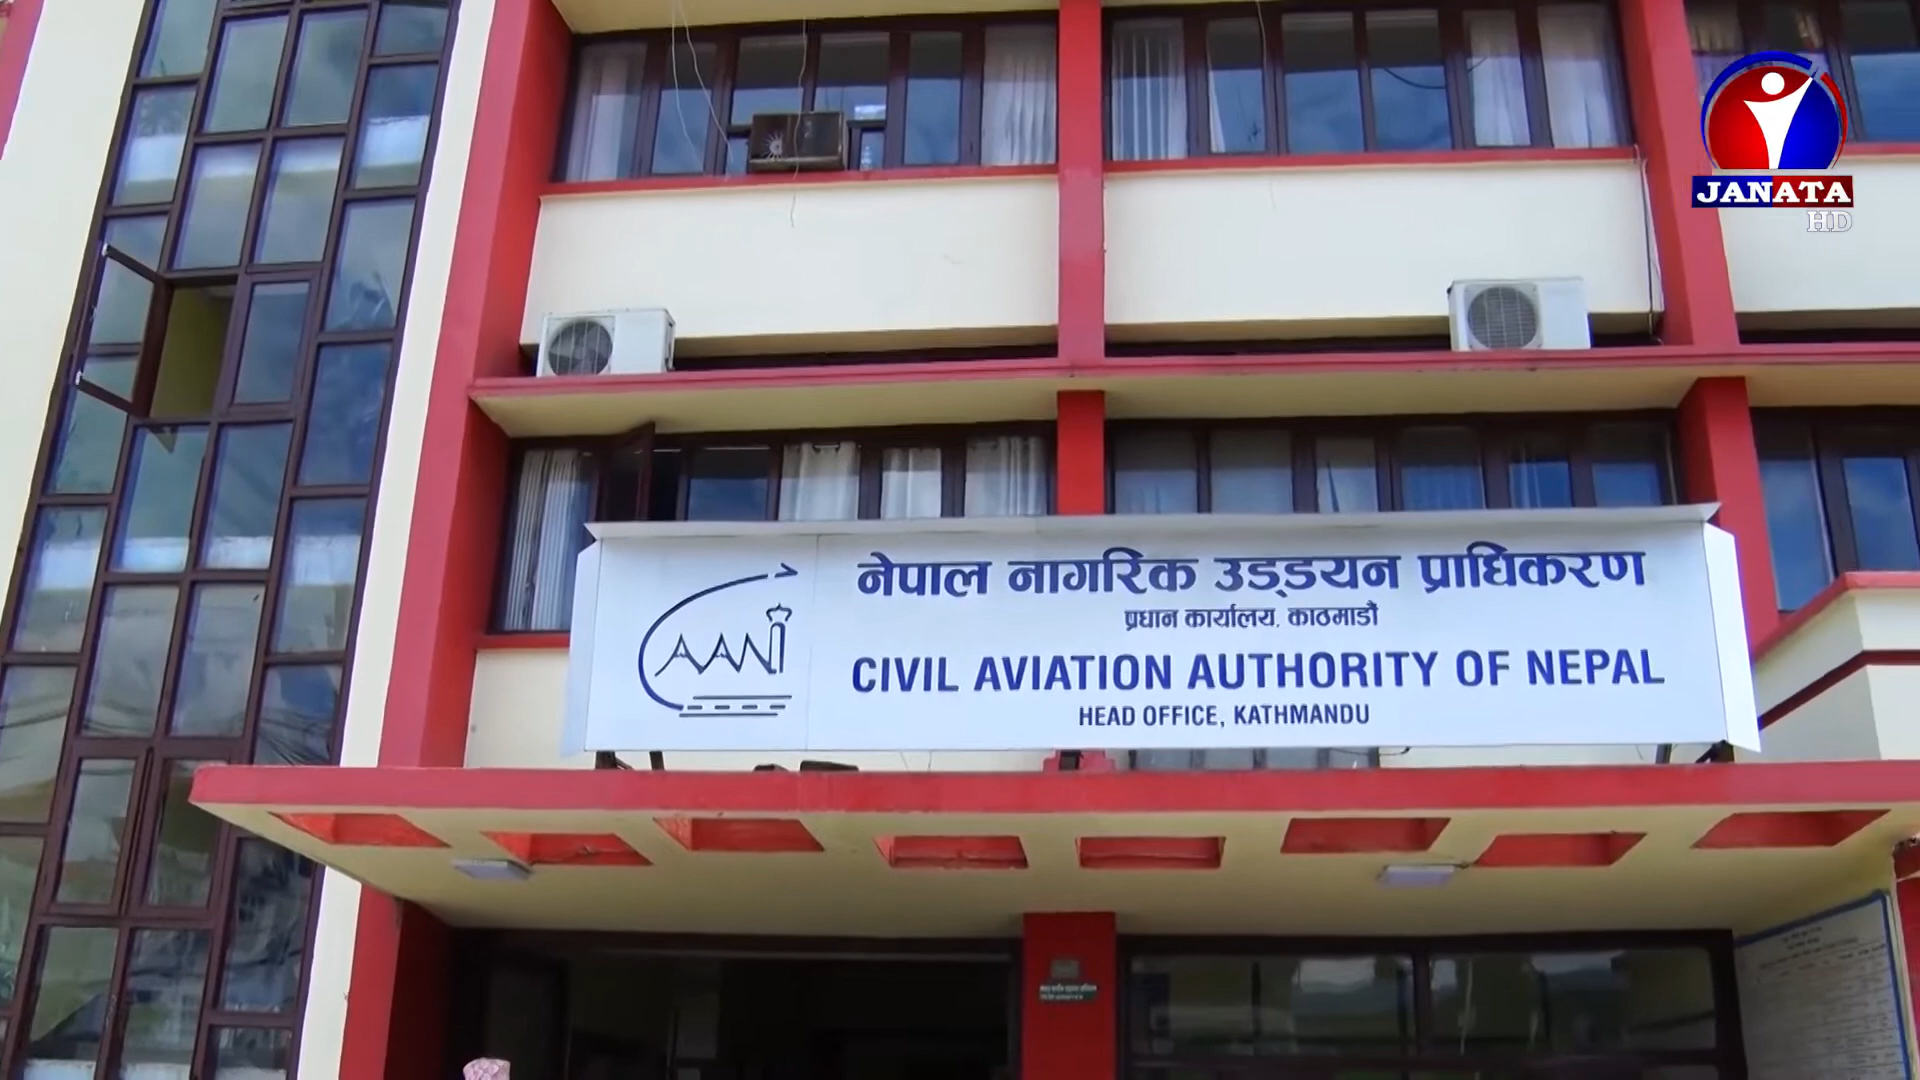 JANATA
HD
नेपाल नागरिक उड्डयन प्राधिकरण
प्रधान कार्यालय, काठमाडौं
CAAN
CIVIL AVIATION AUTHORITY OF NEPAL
HEAD OFFICE, KATHMANDU